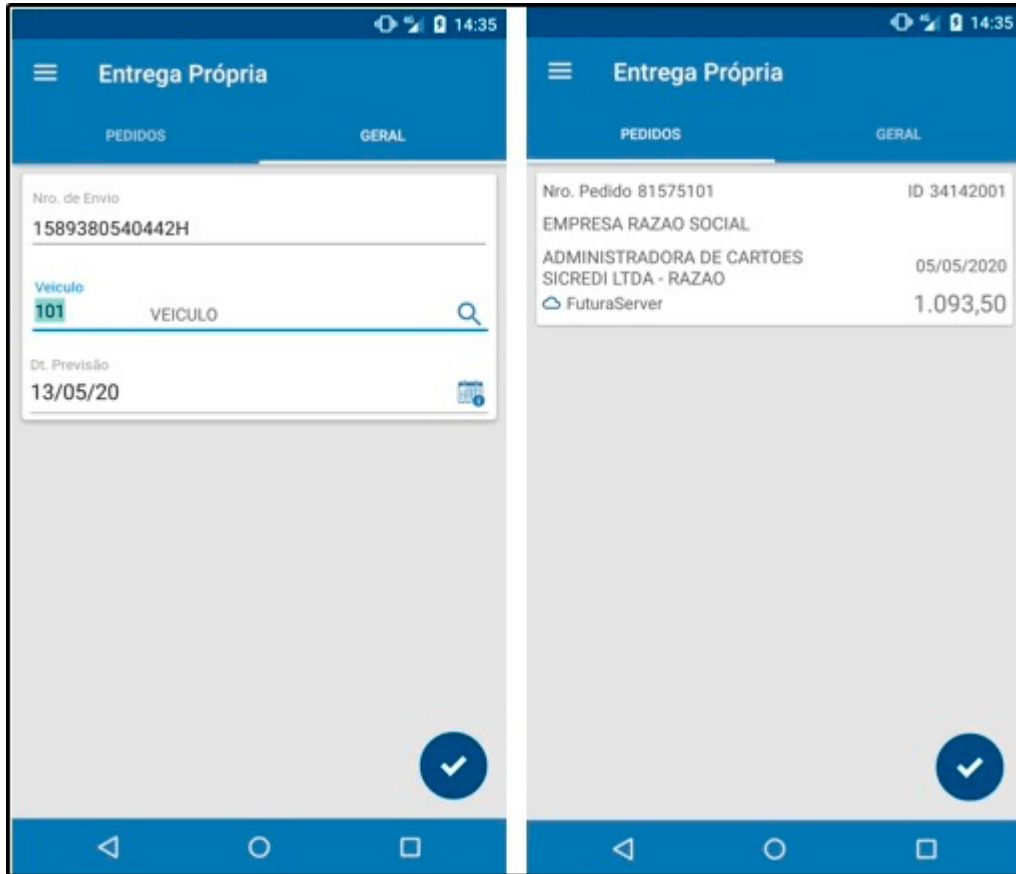 14:35
Entrega Própria
PEDIDOS GERAL
Nro. de Envio
1589380540442H
Veiculo
101 VEICULO
Dt. Previsão
13/05/20
14:35
Entrega Própria
PEDIDOS GERAL
Nro. Pedido 81575101 ID 34142001
EMPRESA RAZAO SOCIAL
ADMINISTRADORA DE CARTOES
SICREDI LTDA - RAZAO 05/05/2020
FuturaServer 1.093,50